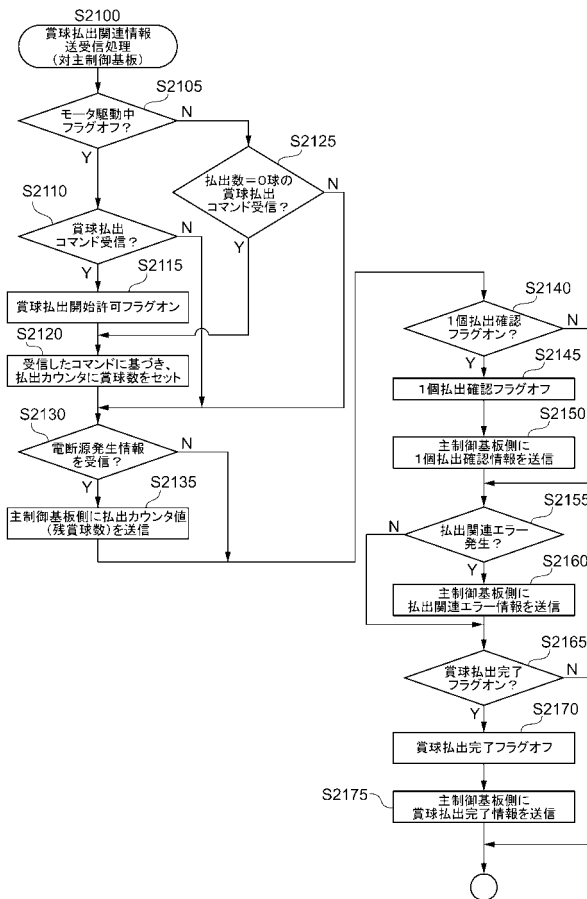 S2100
賞球払出関連情報
送受信処理
(対主制御基板)
S2105
モータ駆動中
フラグオフ?
N
Y
S2125
払出数=0球の
賞球払出
コマンド受信?
N
Y
S2110
賞球払出
コマンド受信?
N
Y
S2115
賞球払出開始許可フラグオン
S2120
受信したコマンドに基づき、
払出カウンタに賞球数をセット
S2130
電断源発生情報
を受信?
N
Y
S2135
主制御基板側に払出カウンタ値
(残賞球数)を送信
S2140
1個払出確認
フラグオン?
N
Y
S2145
1個払出確認フラグオフ
S2150
主制御基板側に
1個払出確認情報を送信
S2155
払出関連エラー
発生?
N
Y
S2160
主制御基板側に
払出関連エラー情報を送信
S2165
賞球払出完了
フラグオン?
N
Y
S2170
賞球払出完了フラグオフ
S2175
主制御基板側に
賞球払出完了情報を送信